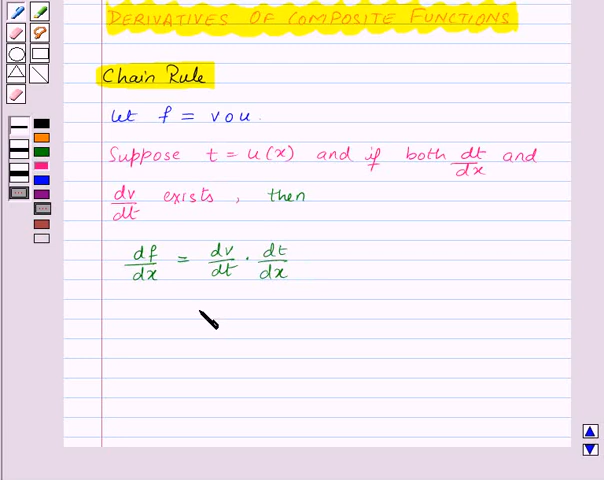 DERIVATIVES OF COMPOSITE FUNCTIONS
Chain Rule
Let f = v o u.
Suppose t = u(x) and if both dt/dx and
dv/dt exists, then
df/dx = dv/dt . dt/dx